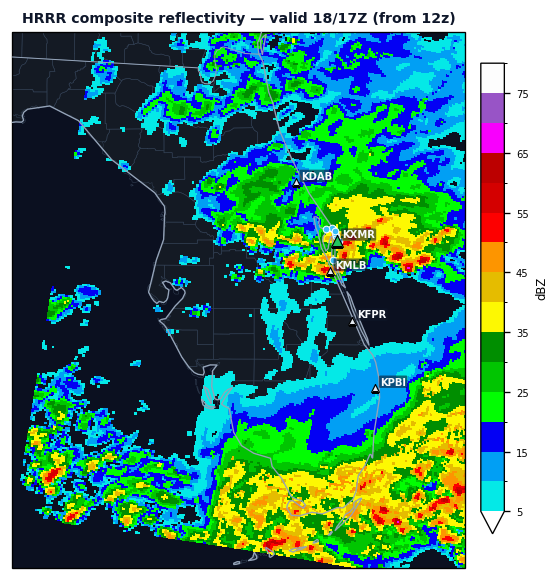 HRRR composite reflectivity — valid 18/17Z (from 12z)
KDAB
KXMR
KMLB
KFPR
KPBI
75
65
55
45
35
25
15
5
dBZ